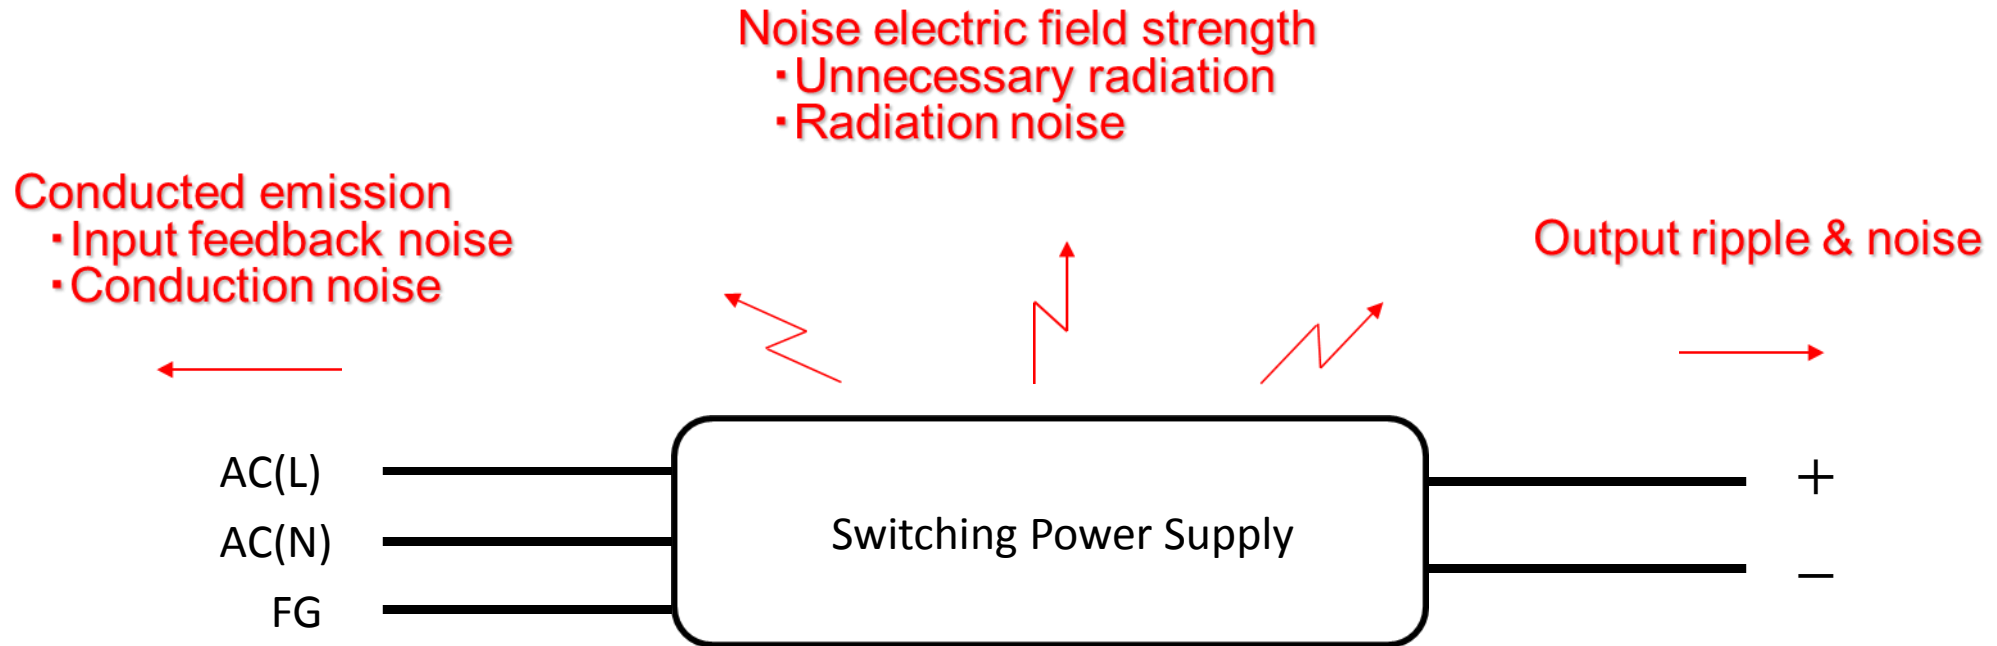 Noise electric field strength
・Unnecessary radiation
・Radiation noise
Conducted emission
・Input feedback noise
・Conduction noise
Output ripple & noise
AC(L)
AC(N)
FG
Switching Power Supply
+
−